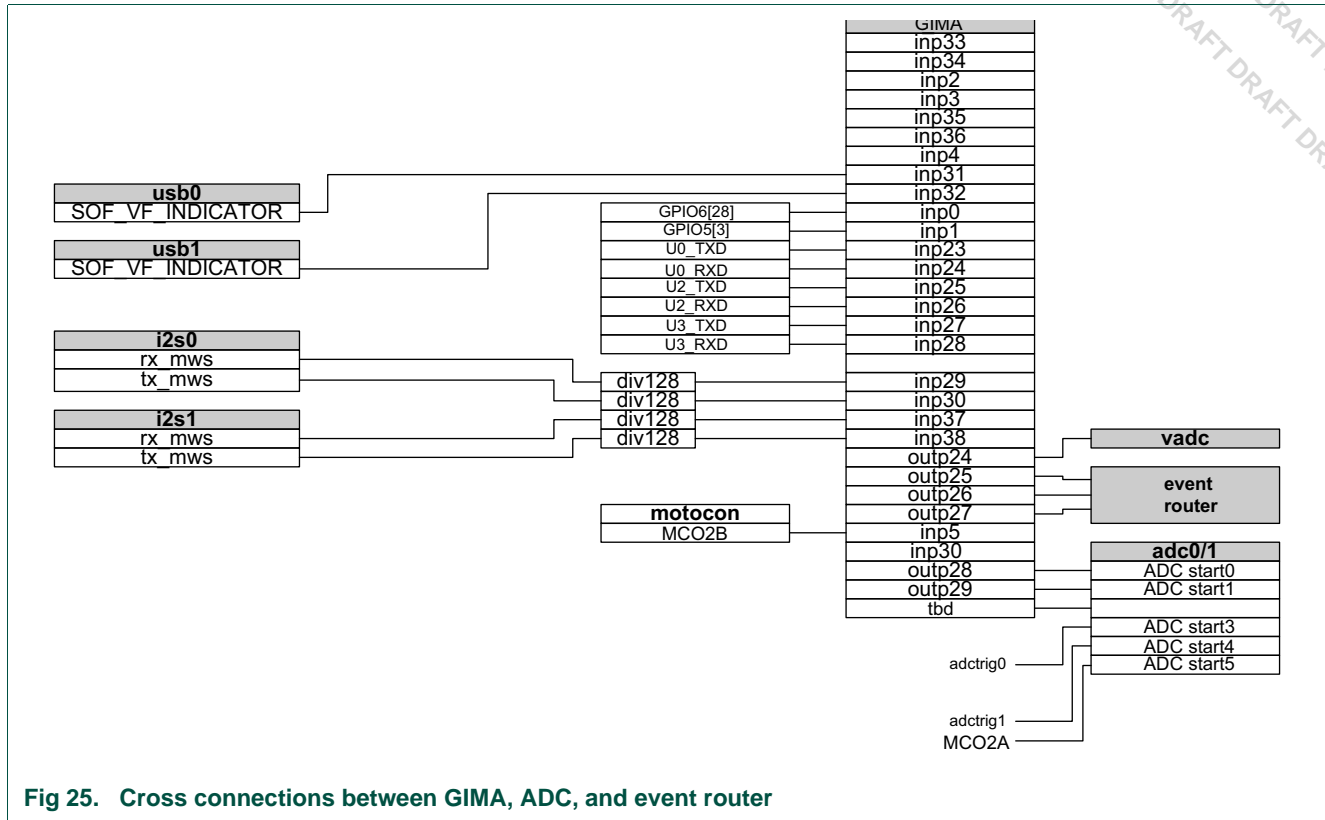 GIMA
inp33
inp34
inp2
inp3
inp35
inp36
inp4
inp31
inp32
inp0
inp1
inp23
inp24
inp25
inp26
inp27
inp28
inp29
inp30
inp37
inp38
outp24
outp25
outp26
outp27
inp5
inp30
outp28
outp29
tbd
usb0
SOF_VF_INDICATOR
usb1
SOF_VF_INDICATOR
i2s0
rx_mws
tx_mws
i2s1
rx_mws
tx_mws
GPIO6[28]
GPIO5[3]
U0_TXD
U0_RXD
U2_TXD
U2_RXD
U3_TXD
U3_RXD
div128
div128
div128
div128
motocon
MCO2B
vadc
event
router
adc0/1
ADC start0
ADC start1
ADC start3
ADC start4
ADC start5
adctrig0
adctrig1
MCO2A
Fig 25. Cross connections between GIMA, ADC, and event router
DRAFT DRAFT